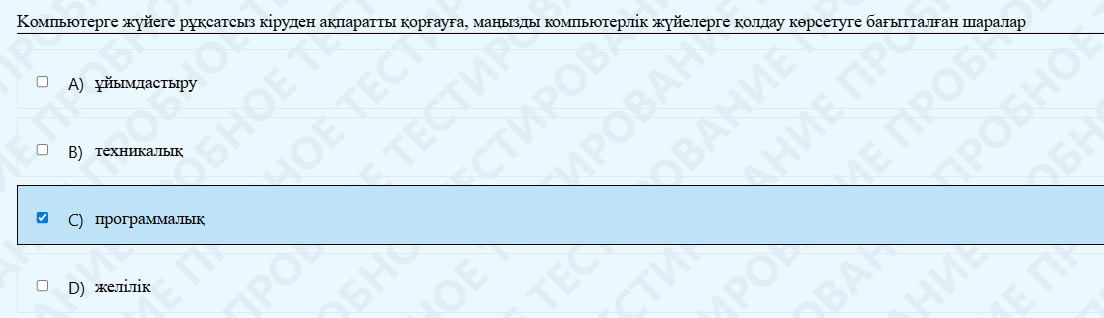 Компьютерге жүйеге рұқсатсыз кіруден ақпаратты қорғауға, маңызды компьютерлік жүйелерге қолдау көрсетуге бағытталған шаралар
A) ұйымдастыру
B) техникалық
C) программалық
D) желілік